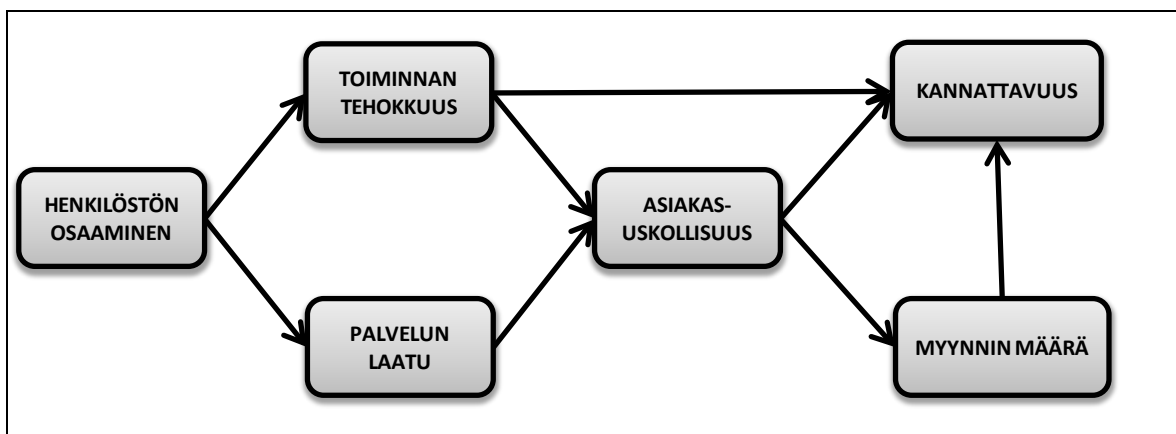 TOIMINNAN
TEHOKKUUS
KANNATTAVUUS
HENKILÖSTÖN
OSAAMINEN
ASIAKAS-
USKOLLISUUS
PALVELUN
LAATU
MYYNNIN MÄÄRÄ